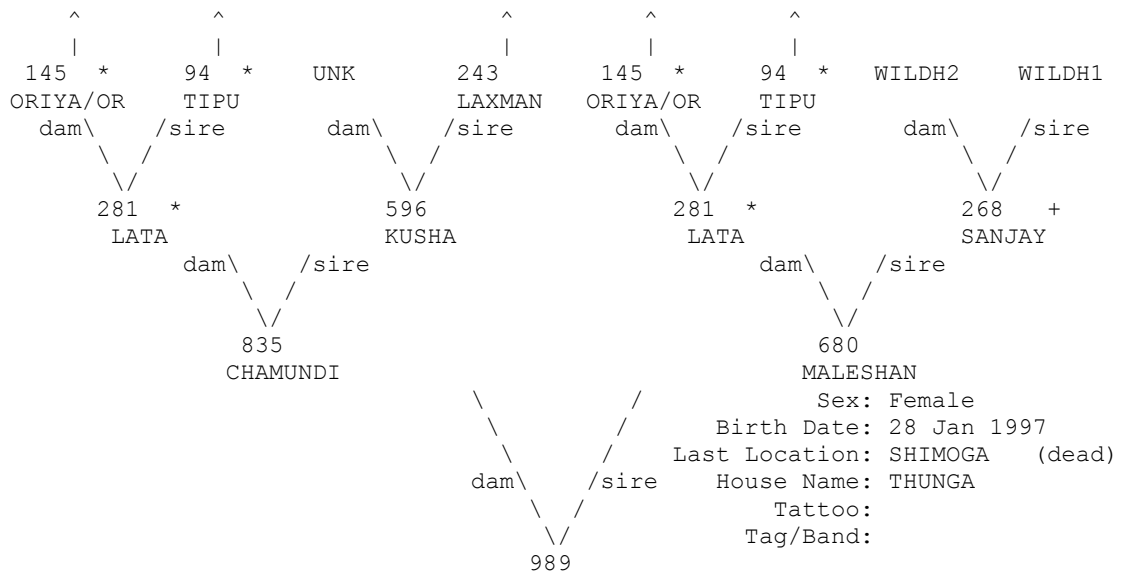 ^ ^ ^ ^ ^
| | | | |
145 * 94 * UNK 243 145 * 94 * WILDH2 WILDH1
ORIYA/OR TIPU LAXMAN ORIYA/OR TIPU
dam\ /sire dam\ /sire dam\ /sire dam\ /sire
\ / \ / \ / \ /
\/ \/ \/ \/
281 * 596 281 * 268 +
LATA KUSHA LATA SANJAY
dam\ /sire dam\ /sire
\ / \ /
\/ \/
835 680
CHAMUNDI MALESHAN
\ / Sex: Female
\ / Birth Date: 28 Jan 1997
\ / Last Location: SHIMOGA (dead)
dam\ /sire House Name: THUNGA
\ / Tattoo:
\/ Tag/Band:
989